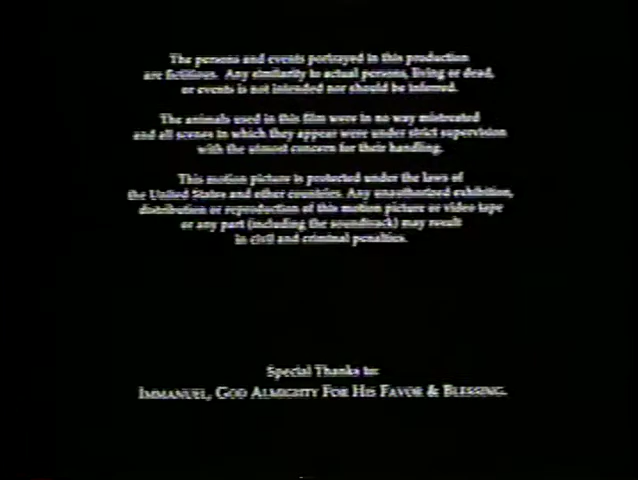 The persons and events portrayed in this production
are fictitious. Any similarity to actual persons, living or dead,
or events is not intended nor should be inferred.
The animals used in this film were in no way mistreated
and all scenes in which they appear were under strict supervision
with the utmost concern for their handling.
This motion picture is protected under the laws of
the United States and other countries. Any unauthorized exhibition,
distribution or reproduction of this motion picture or video tape
or any part (including the soundtrack) may result
in civil and criminal penalties.
Special Thanks to:
IMMANUEL, GOD ALMIGHTY FOR HIS FAVOR & BLESSING.